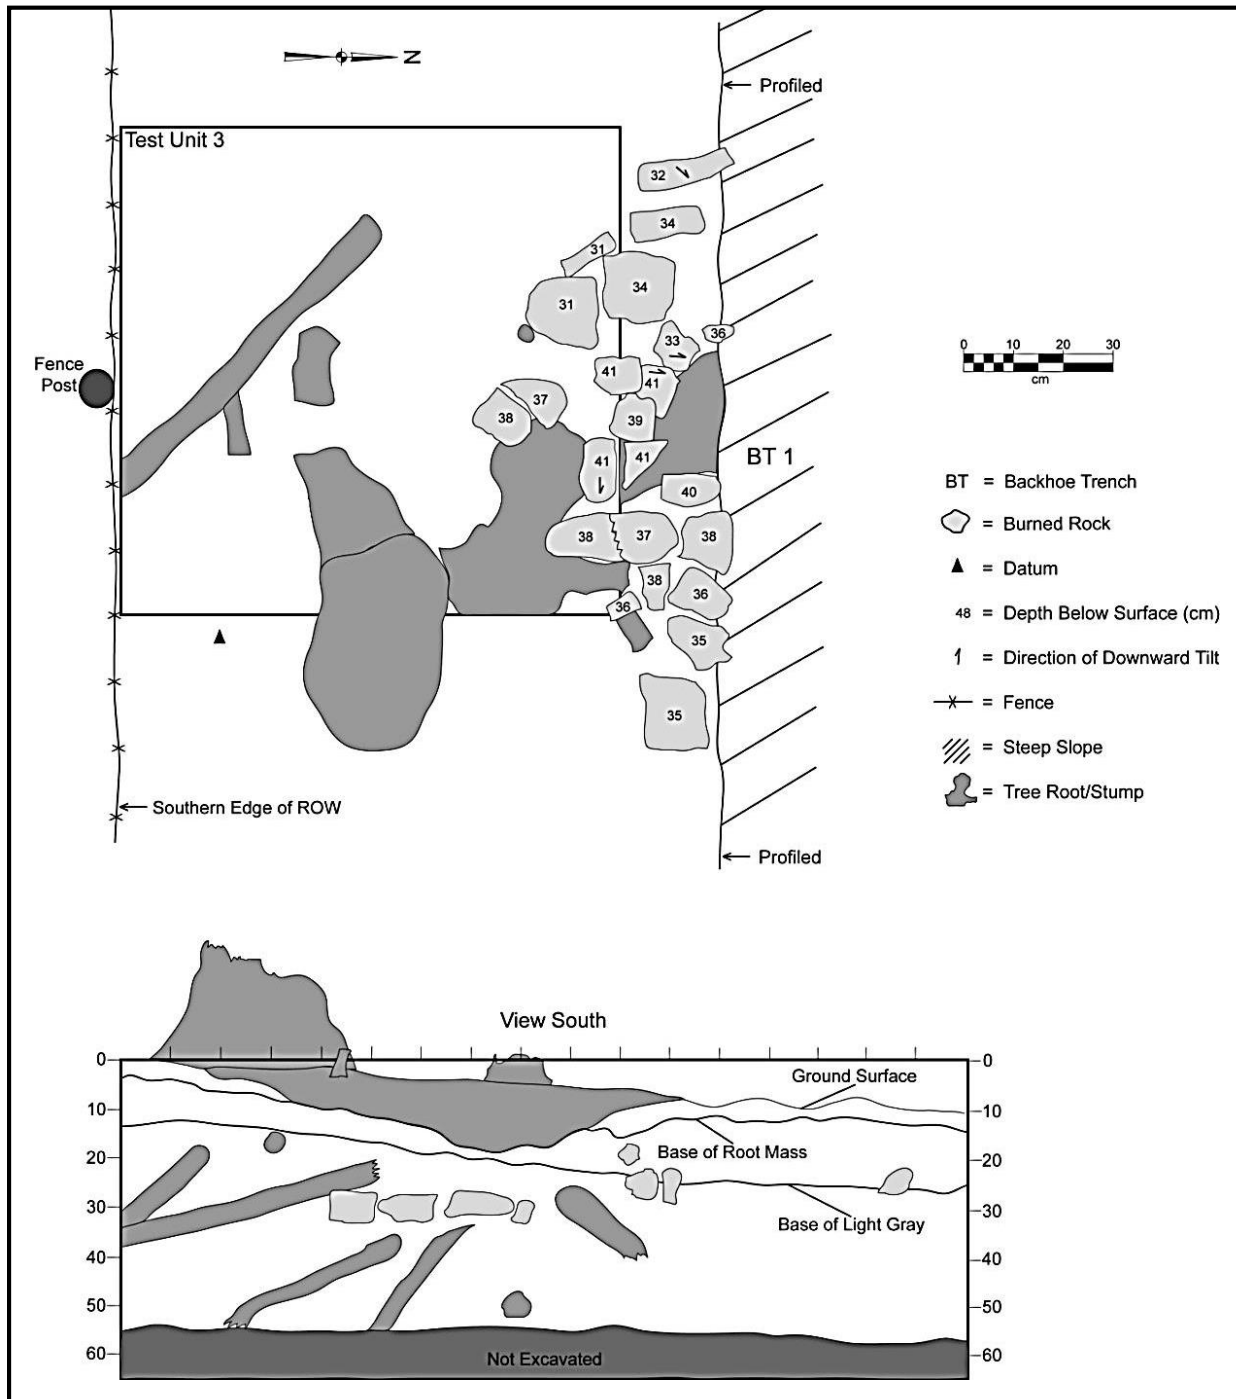 N
Profiled
Test Unit 3
32
34
31
34
31
33
36
41
41
Fence
Post
37
38
39
41
41
BT 1
40
38
37
38
38
36
36
35
35
Southern Edge of ROW
Profiled
0 10 20 30
cm
BT = Backhoe Trench
= Burned Rock
= Datum
48 = Depth Below Surface (cm)
= Direction of Downward Tilt
= Fence
= Steep Slope
= Tree Root/Stump
View South
0 0
Ground Surface
10 10
Base of Root Mass
20 20
30 30
Base of Light Gray
40 40
50 50
60 60
Not Excavated